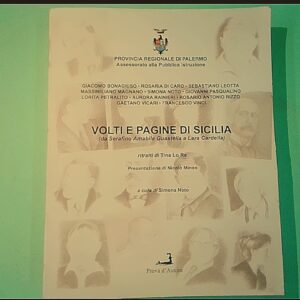 PROVINCIA REGIONALE DI PALERMO
Assessorato alla Pubblica Istruzione
GIACOMO BONAGIUSO - ROSARIA DI CARO - SEBASTIANO LEOTTA
MASSIMILIANO MAGNANO - SIMONA NOTO - GIOVANNI PASQUALINO
LORITA PETRALITO - AURORA RANIOLI - ROSARIO ANTONIO RIZZO
GAETANO VICARI - FRANCESCO VINCI
VOLTI E PAGINE DI SICILIA
(da Serafino Amabile Guastella a Lara Cardella)
ritratti di Tina Lo Re
Presentazione di Nicolò Mineo
a cura di Simona Noto
Prova d'Autore